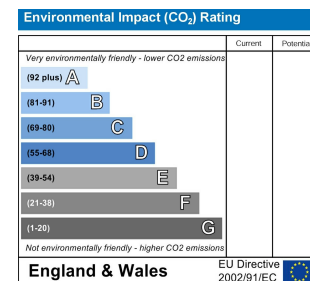 Environmental Impact (CO₂) Rating
Current Potentia
Very environmentally friendly - lower CO2 emissions
(92 plus) A
(81-91) B
(69-80) C
(55-68) D
(39-54) E
(21-38) F
(1-20) G
Not environmentally friendly - higher CO2 emissions
England & Wales
EU Directive
2002/91/EC